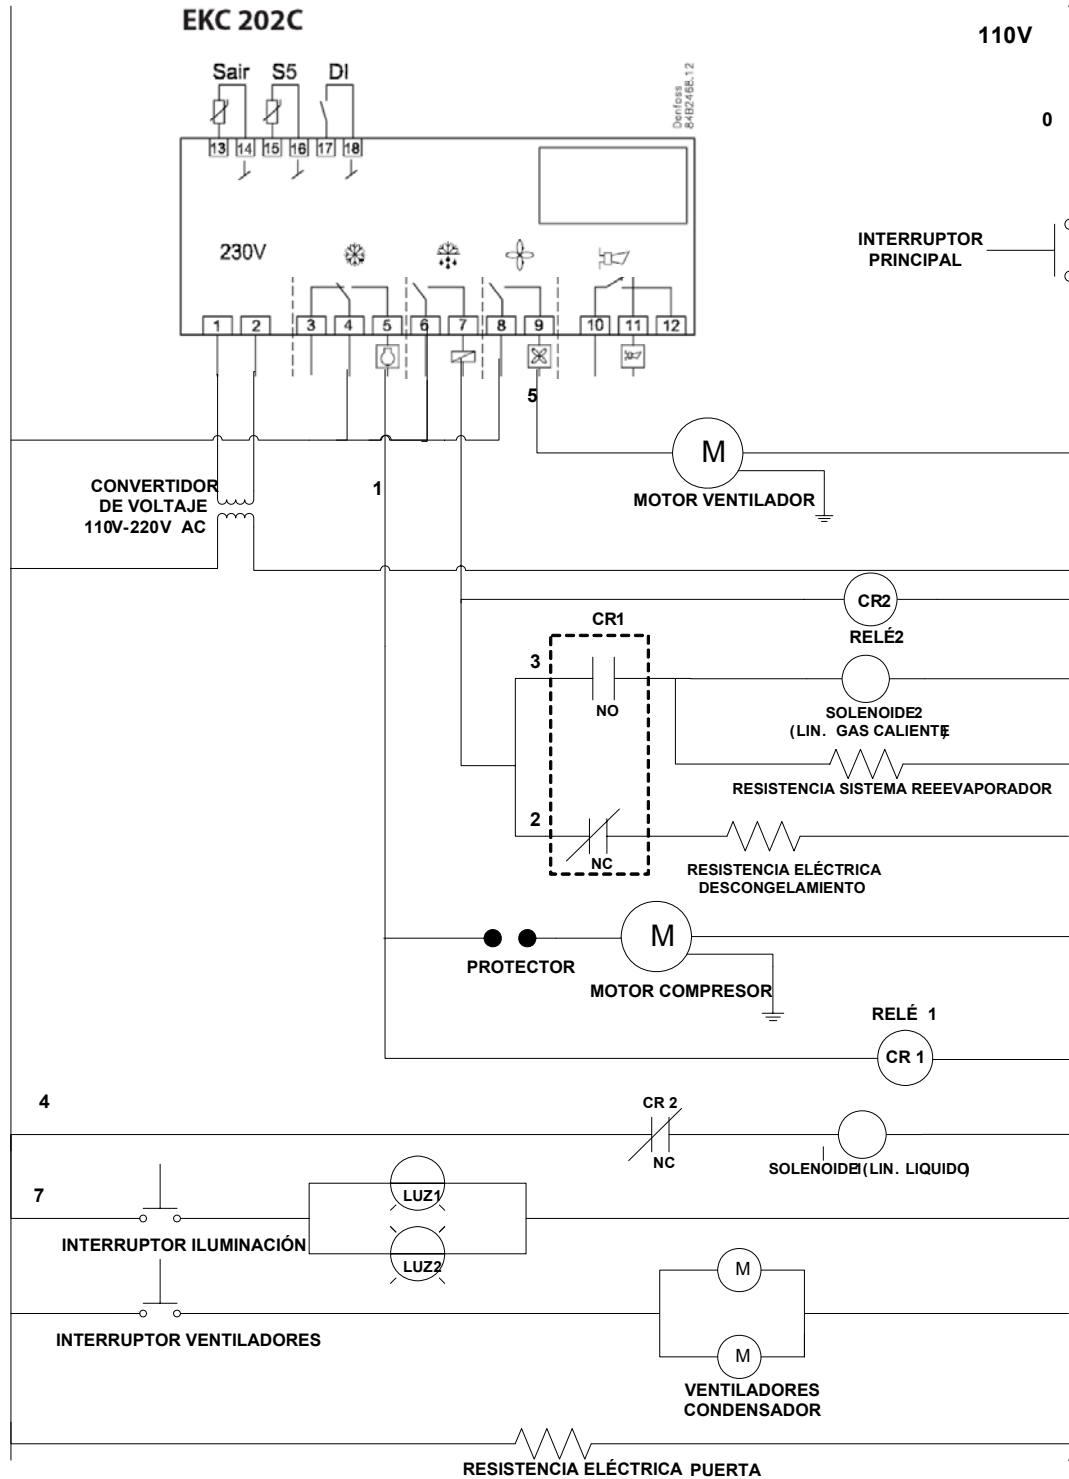 EKC 202C
110V
Sair S5 DI
Danfoss
84B2468.12
0
13 14 15 16 17 18
230V
INTERRUPTOR
PRINCIPAL
1 2 3 4 5 6 7 8 9 10 11 12
5
M
MOTOR VENTILADOR
CONVERTIDOR
DE VOLTAJE
110V-220V AC
1
CR2
RELÉ2
CR1
3
NO
SOLENOIDE2
(LIN. GAS CALIENTE)
RESISTENCIA SISTEMA REEEVAPORADOR
2
NC
RESISTENCIA ELÉCTRICA
DESCONGELAMIENTO
M
PROTECTOR
MOTOR COMPRESOR
RELÉ 1
CR 1
4
CR 2
NC
SOLENOIDE1(LIN. LIQUIDO)
7
LUZ1
INTERRUPTOR ILUMINACIÓN
LUZ2
M
INTERRUPTOR VENTILADORES
M
VENTILADORES
CONDENSADOR
RESISTENCIA ELÉCTRICA PUERTA